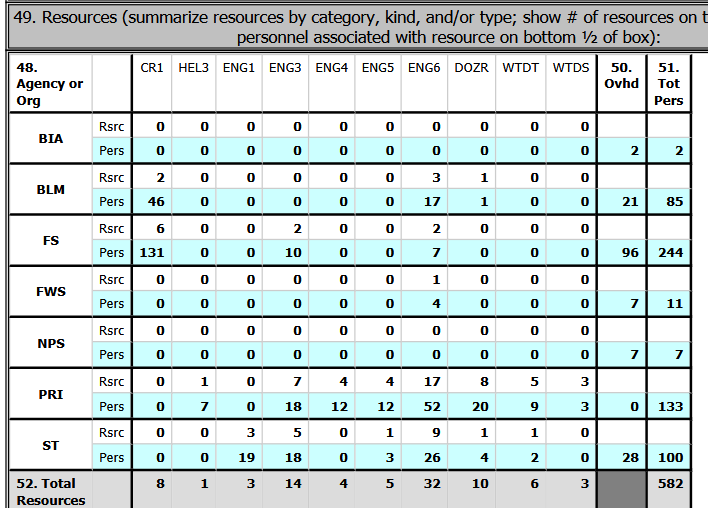 49. Resources (summarize resources by category, kind, and/or type; show # of resources on t
personnel associated with resource on bottom ½ of box):
48. Agency or Org CR1 HEL3 ENG1 ENG3 ENG4 ENG5 ENG6 DOZR WTDT WTDS 50. Ovhd 51. Tot Pers
BIA
Rsrc 0 0 0 0 0 0 0 0 0 0
Pers 0 0 0 0 0 0 0 0 0 0 2 2
BLM
Rsrc 2 0 0 0 0 0 3 1 0 0
Pers 46 0 0 0 0 0 17 1 0 0 21 85
FS
Rsrc 6 0 0 2 0 0 2 0 0 0
Pers 131 0 0 10 0 0 7 0 0 0 96 244
FWS
Rsrc 0 0 0 0 0 0 1 0 0 0
Pers 0 0 0 0 0 0 4 0 0 0 7 11
NPS
Rsrc 0 0 0 0 0 0 0 0 0 0
Pers 0 0 0 0 0 0 0 0 0 0 7 7
PRI
Rsrc 0 1 0 7 4 4 17 8 5 3
Pers 0 7 0 18 12 12 52 20 9 3 0 133
ST
Rsrc 0 0 3 5 0 1 9 1 1 0
Pers 0 0 19 18 0 3 26 4 2 0 28 100
52. Total Resources 8 1 3 14 4 5 32 10 6 3 582